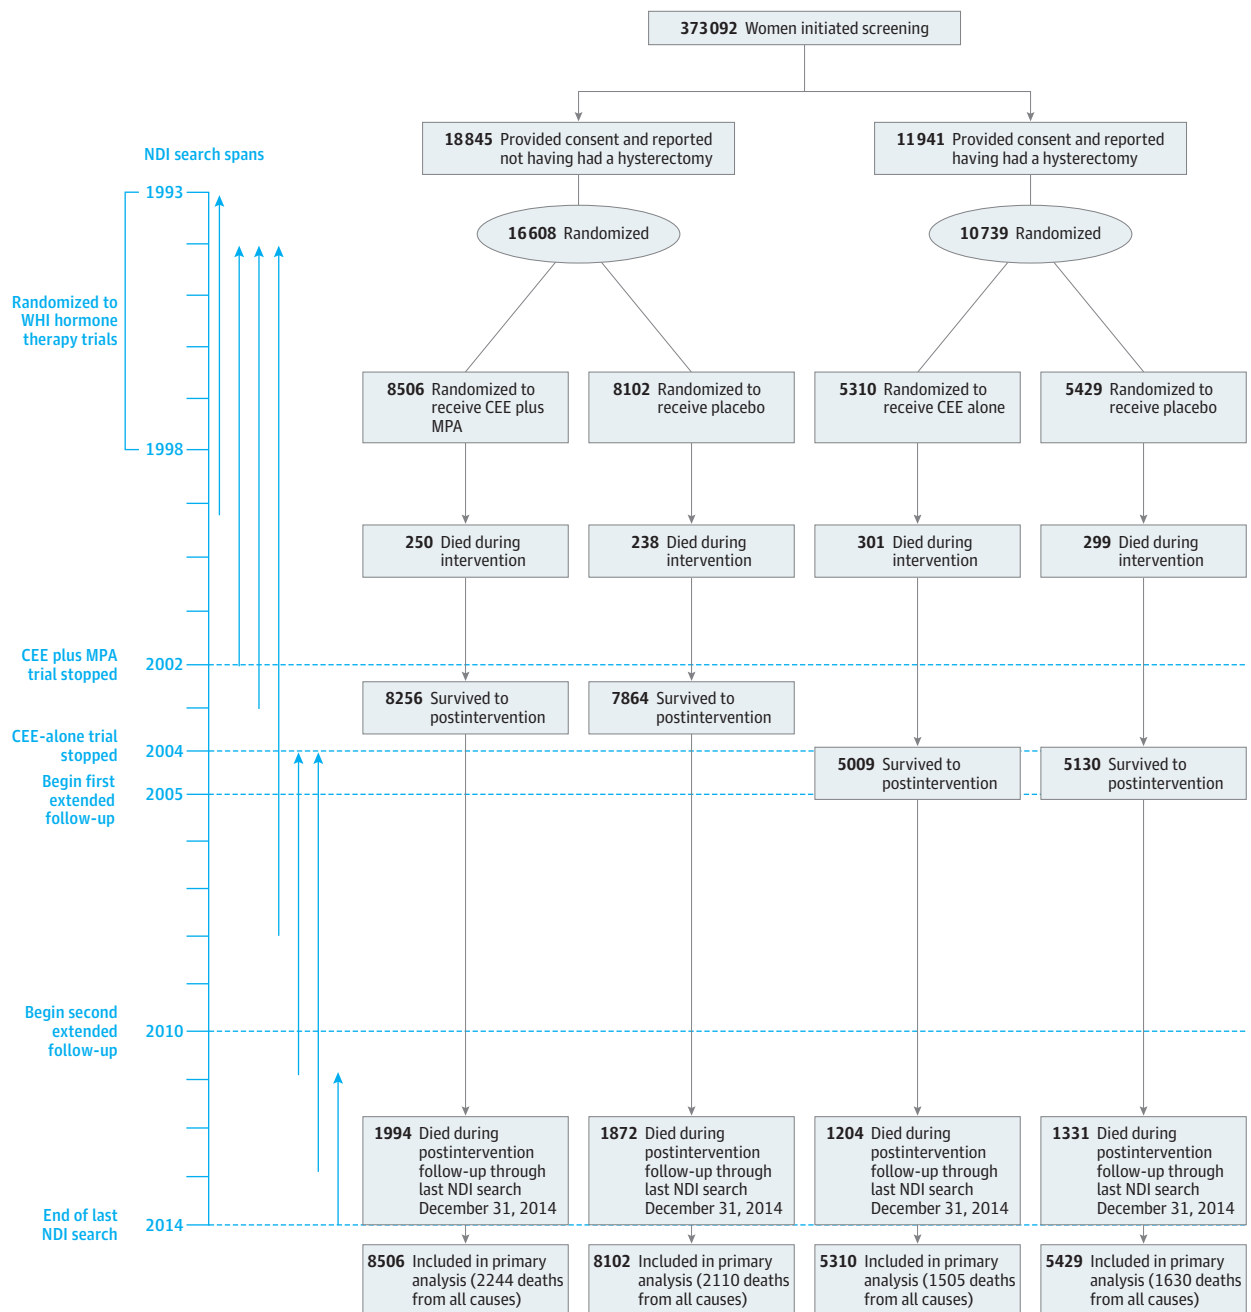 373092 Women initiated screening
18845 Provided consent and reported
not having had a hysterectomy
11941 Provided consent and reported
having had a hysterectomy
NDI search spans
1993
16608 Randomized
10739 Randomized
Randomized to
WHI hormone
therapy trials
8506 Randomized to
receive CEE plus
MPA
8102 Randomized to
receive placebo
5310 Randomized to
receive CEE alone
5429 Randomized to
receive placebo
1998
250 Died during
intervention
238 Died during
intervention
301 Died during
intervention
299 Died during
intervention
CEE plus MPA
trial stopped
2002
8256 Survived to
postintervention
7864 Survived to
postintervention
CEE-alone trial
stopped
2004
5009 Survived to
postintervention
5130 Survived to
postintervention
Begin first
extended
follow-up
2005
Begin second
extended
follow-up
2010
1994 Died during
postintervention
follow-up through
last NDI search
December 31, 2014
1872 Died during
postintervention
follow-up through
last NDI search
December 31, 2014
1204 Died during
postintervention
follow-up through
last NDI search
December 31, 2014
1331 Died during
postintervention
follow-up through
last NDI search
December 31, 2014
End of last
NDI search
2014
8506 Included in primary
analysis (2244 deaths
from all causes)
8102 Included in primary
analysis (2110 deaths
from all causes)
5310 Included in primary
analysis (1505 deaths
from all causes)
5429 Included in primary
analysis (1630 deaths
from all causes)